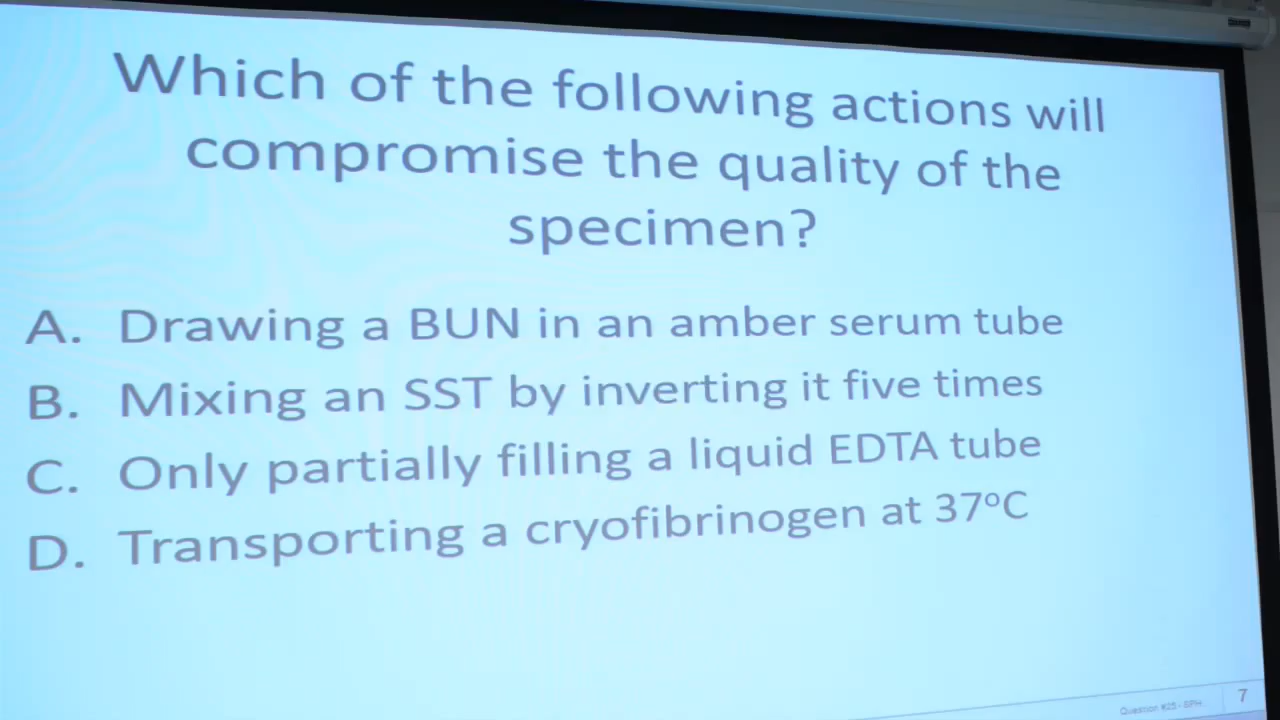 Which of the following actions will
compromise the quality of the
specimen?
A. Drawing a BUN in an amber serum tube
B. Mixing an SST by inverting it five times
C. Only partially filling a liquid EDTA tube
D. Transporting a cryofibrinogen at 37°C
Question #25 -
7